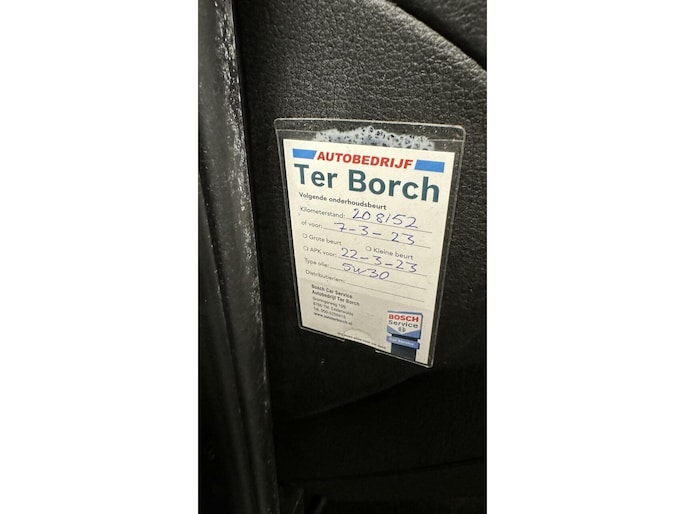 AUTOBEDRIJF
Ter Borch
Volgende onderhoudsbeurt
Kilometerstand: 208152
of voor: 7-3-23
Grote beurt Kleine beurt
APK voor: 22-3-23
Type olie: 5W30
Distributieriem:
Bosch Car Service
Autobedrijf Ter Borch
BOSCH
Service